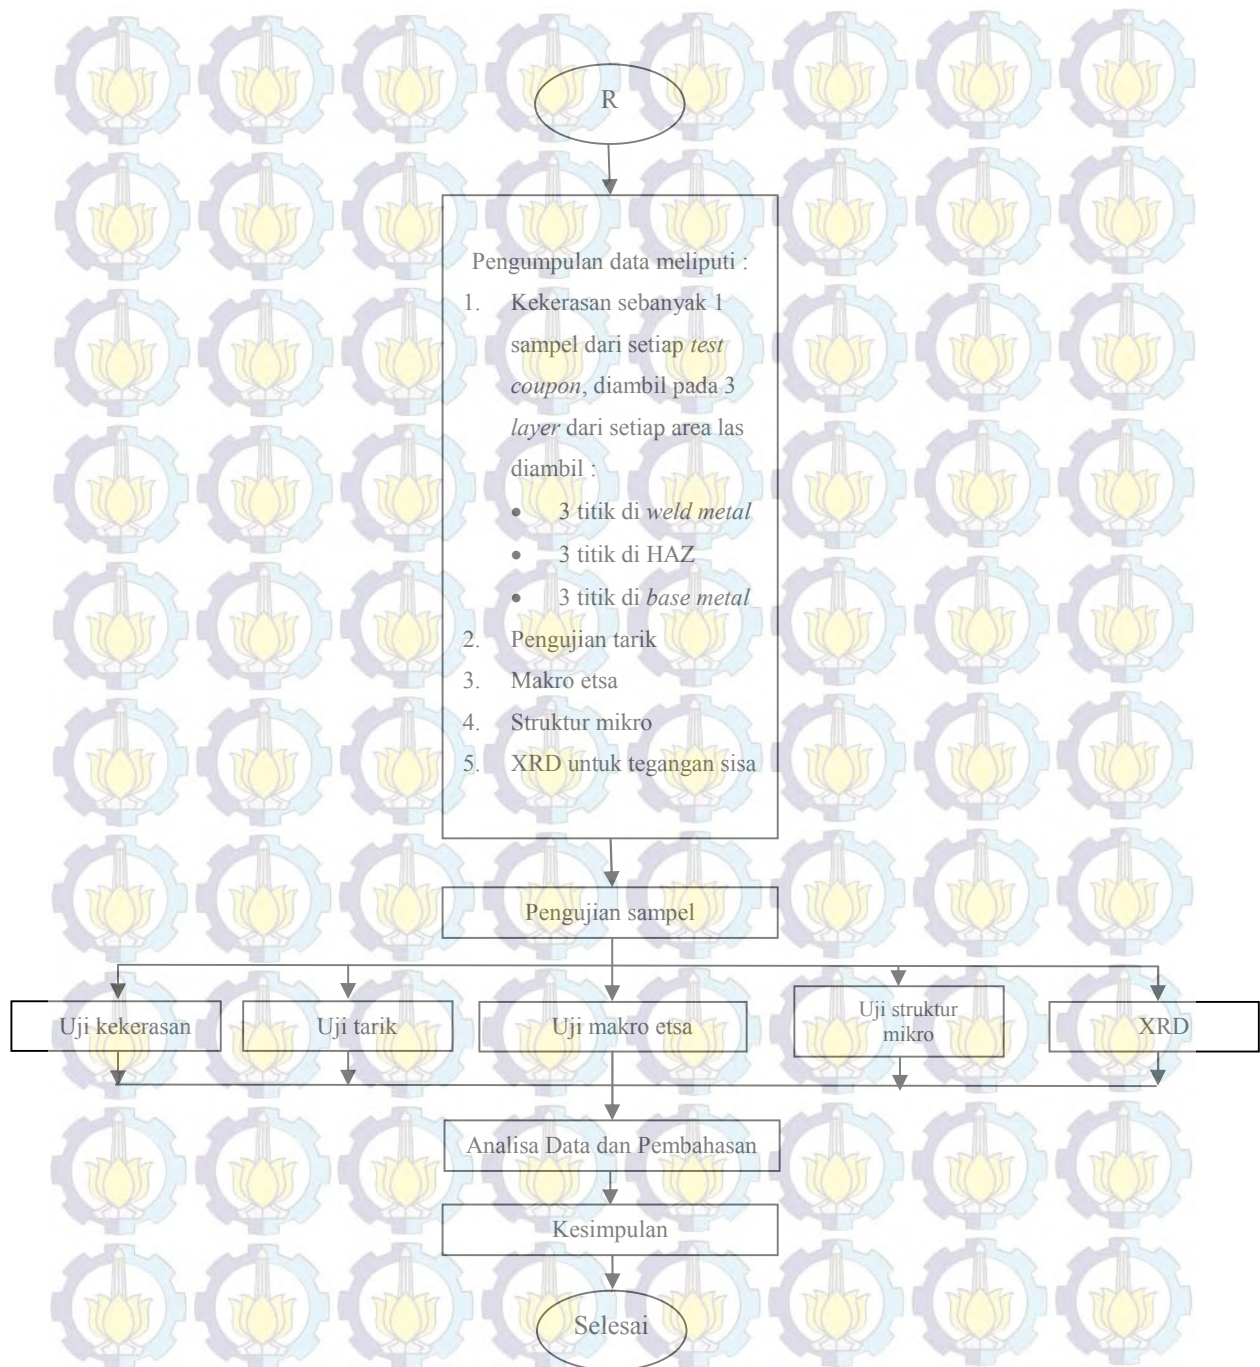 R
Pengumpulan data meliputi :
1. Kekerasan sebanyak 1
sampel dari setiap test
coupon, diambil pada 3
layer dari setiap area las
diambil :
• 3 titik di weld metal
• 3 titik di HAZ
• 3 titik di base metal
2. Pengujian tarik
3. Makro etsa
4. Struktur mikro
5. XRD untuk tegangan sisa
Pengujian sampel
Uji kekerasan
Uji tarik
Uji makro etsa
Uji struktur
mikro
XRD
Analisa Data dan Pembahasan
Kesimpulan
Selesai